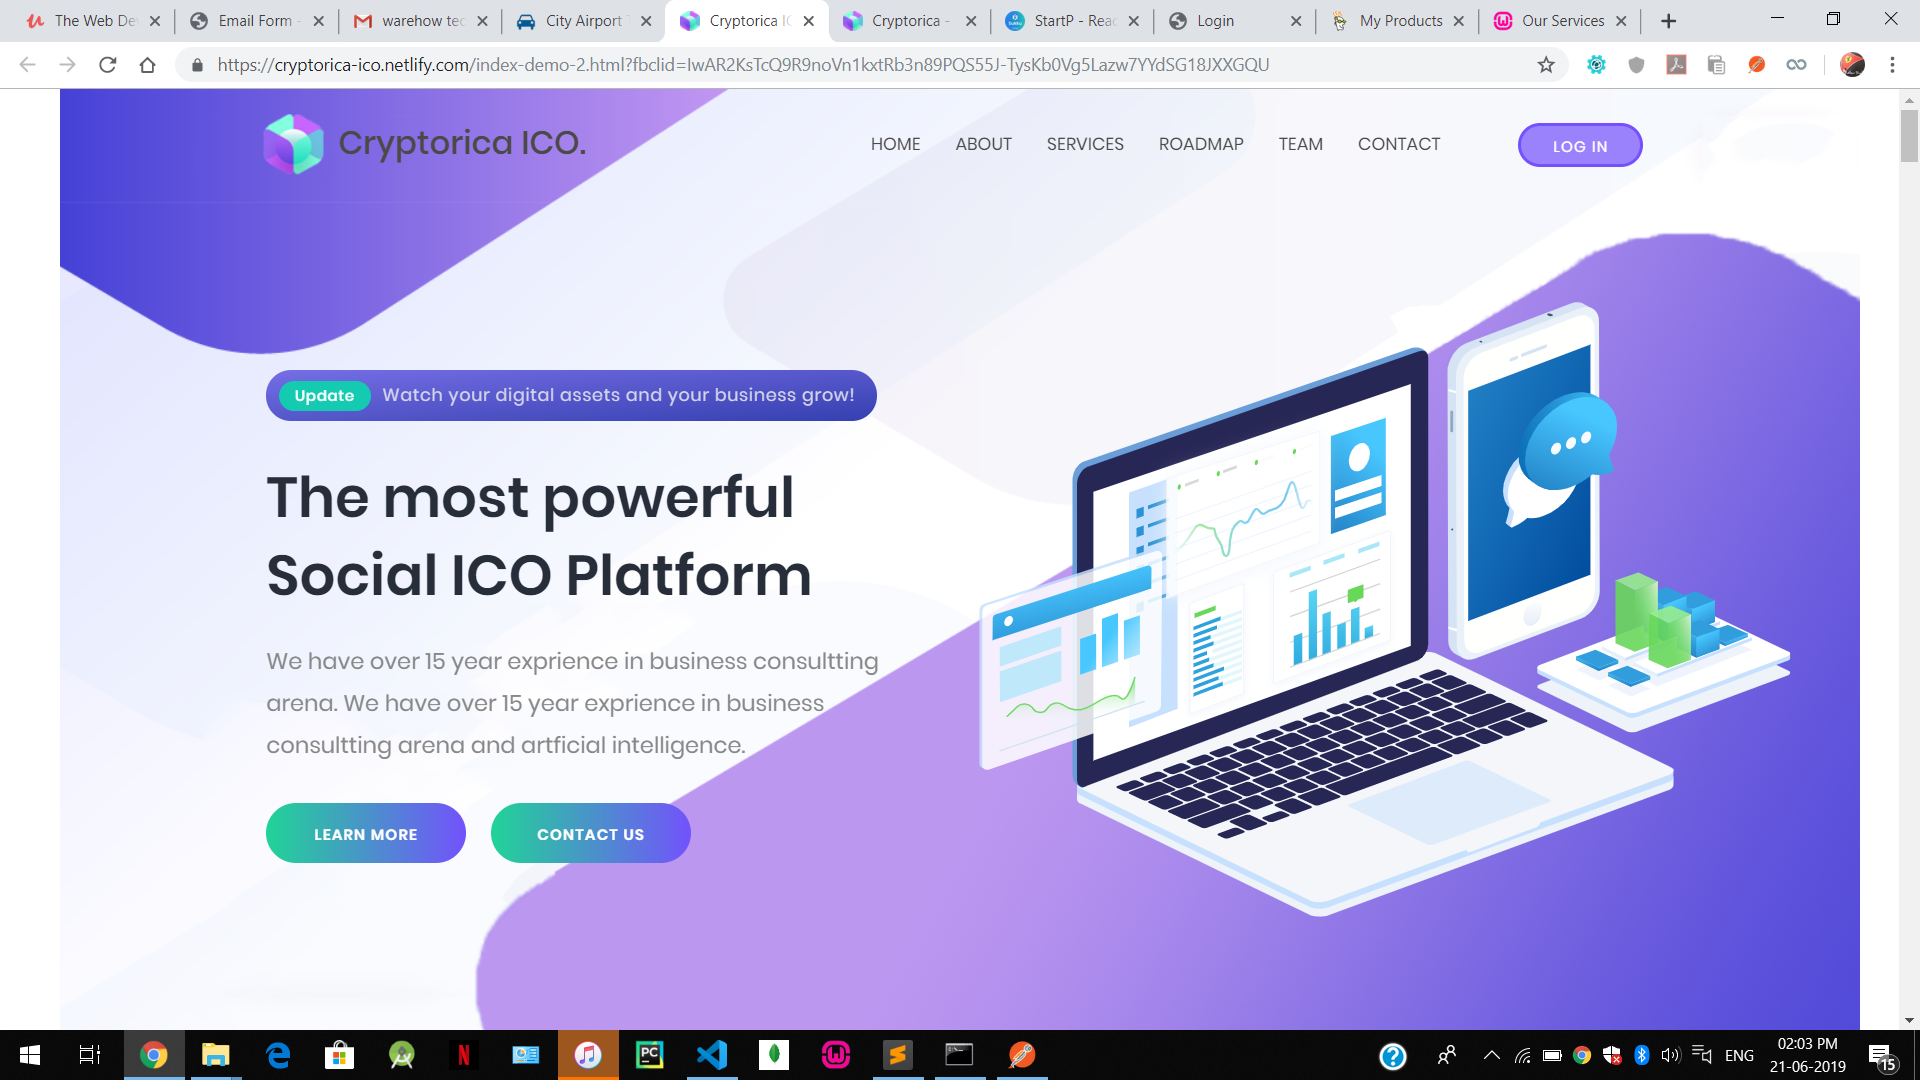 The Web De
Email Form -
warehow tec
City Airport T
Cryptorica IC
Cryptorica -
StartP - Reac
Login
My Products
Our Services
https://cryptorica-ico.netlify.com/index-demo-2.html?fbclid=IwAR2KsTcQ9R9noVn1kxtRb3n89PQS55J-TysKb0Vg5Lazw7YYdSG18JXXGQU
Cryptorica ICO.
HOME
ABOUT
SERVICES
ROADMAP
TEAM
CONTACT
LOG IN
Update
Watch your digital assets and your business grow!
The most powerful
Social ICO Platform
We have over 15 year exprience in business consultting
arena. We have over 15 year exprience in business
consultting arena and artficial intelligence.
LEARN MORE
CONTACT US
ENG
02:03 PM
21-06-2019
15